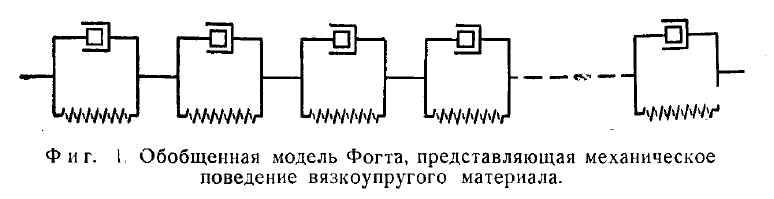 Фиг. 1. Обобщенная модель Фогта, представляющая механическое
поведение вязкоупругого материала.